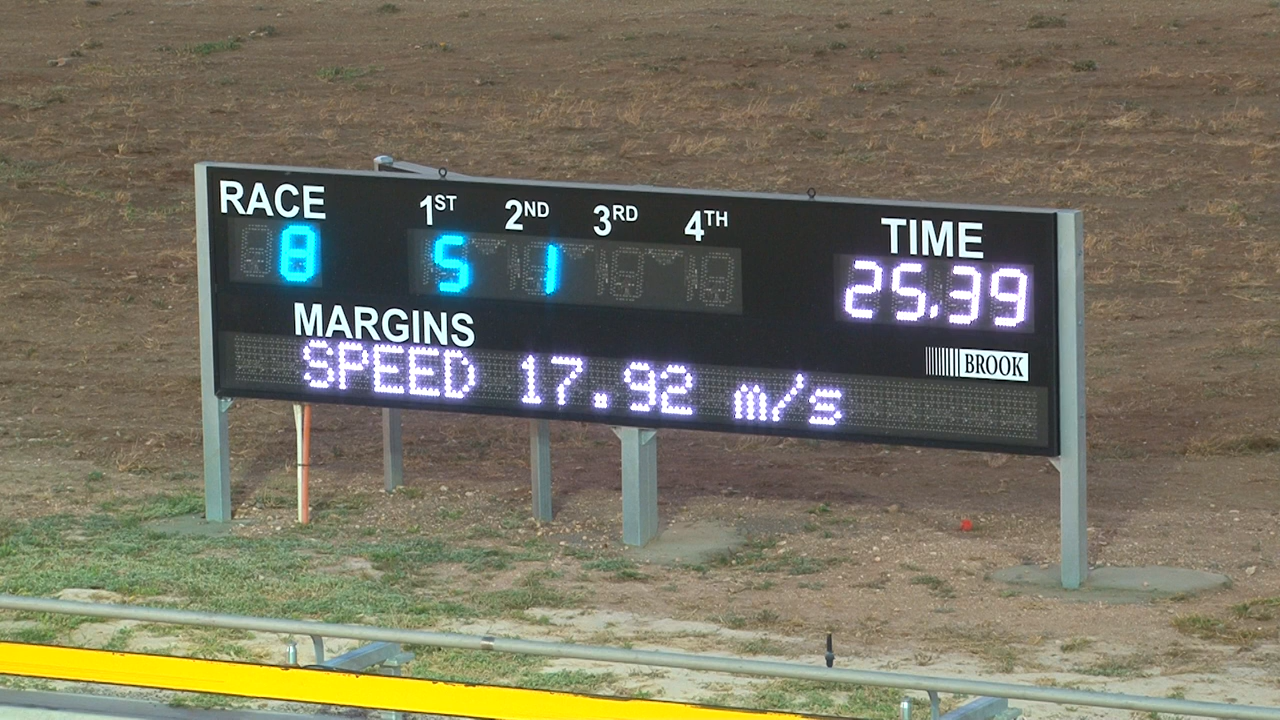 RACE 1ST 2ND 3RD 4TH TIME
8 5 1 25.39
MARGINS
BROOK
SPEED 17.92 m/s